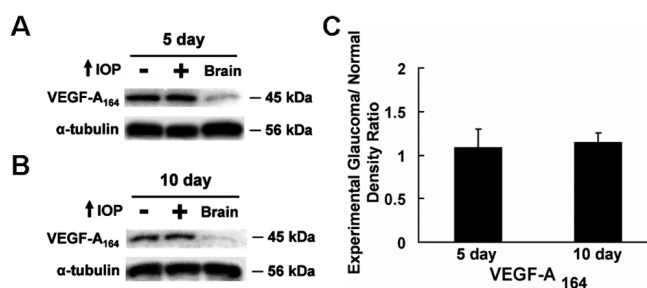 A
5 day
↑ IOP - + Brain
VEGF-A164 – 45 kDa
α-tubulin – 56 kDa
B
10 day
↑ IOP - + Brain
VEGF-A164 – 45 kDa
α-tubulin – 56 kDa
C
Experimental Glaucoma/ Normal
Density Ratio
2
1.5
1
0.5
0
5 day 10 day
VEGF-A 164